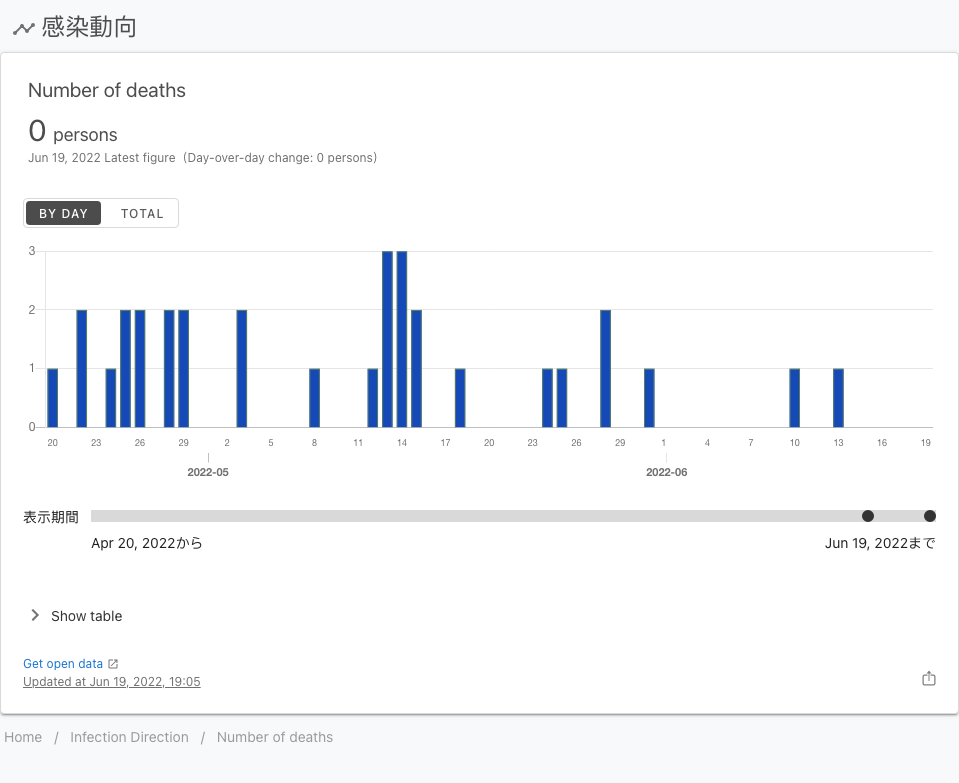 感染動向
Number of deaths
0 persons
Jun 19, 2022 Latest figure (Day-over-day change: 0 persons)
BY DAY TOTAL
3
2
1
0
20 23 26 29 2 5 8 11 14 17 20 23 26 29 1 4 7 10 13 16 19
2022-05 2022-06
表示期間
Apr 20, 2022から Jun 19, 2022まで
Show table
Get open data
Updated at Jun 19, 2022, 19:05
Home / Infection Direction / Number of deaths